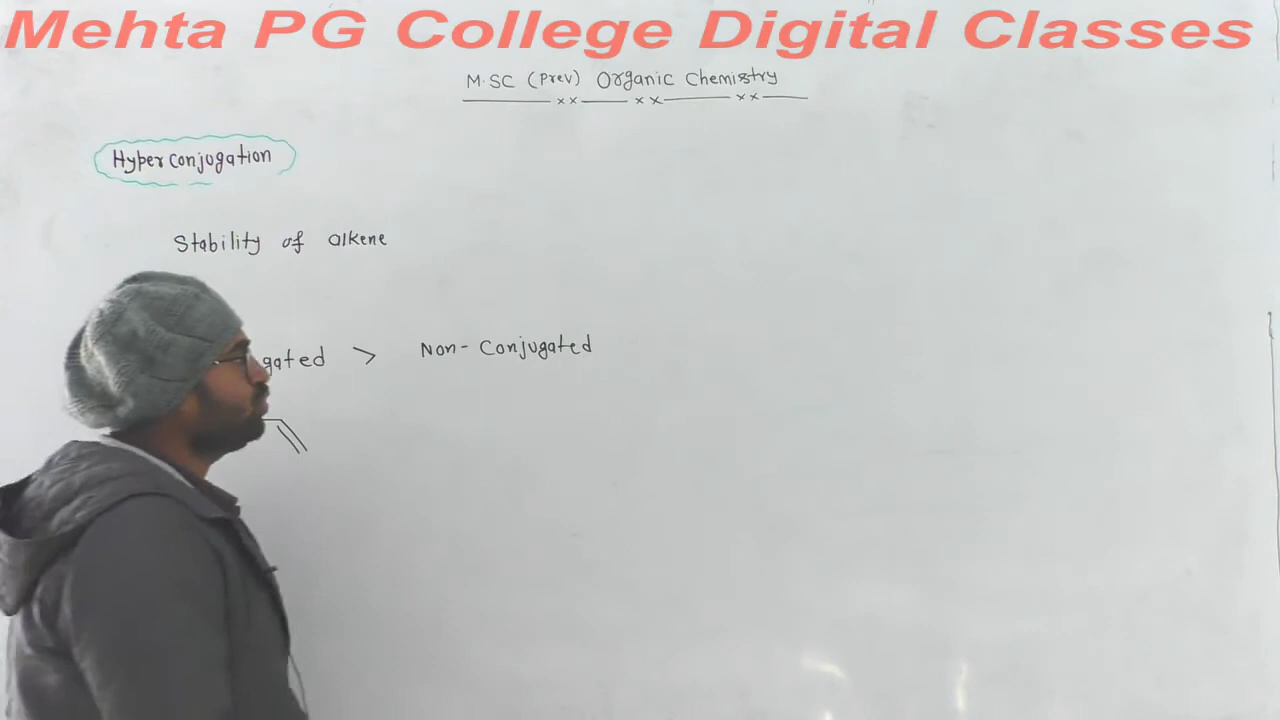 Mehta PG College Digital Classes
M.SC (Prev) Organic Chemistry
Hyper conjugation
Stability of alkene
gated > Non- Conjugated